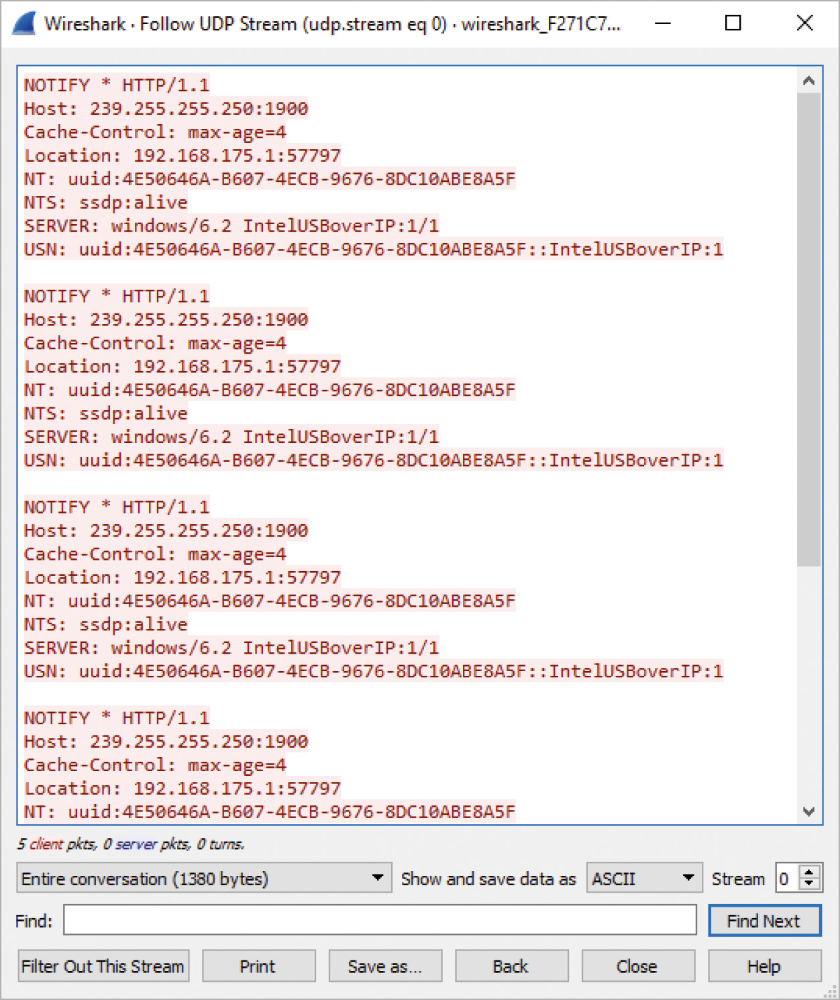 Wireshark · Follow UDP Stream (udp.stream eq 0) · wireshark_F271C7...
NOTIFY * HTTP/1.1
Host: 239.255.255.250:1900
Cache-Control: max-age=4
Location: 192.168.175.1:57797
NT: uuid:4E50646A-B607-4ECB-9676-8DC10ABE8A5F
NTS: ssdp:alive
SERVER: windows/6.2 IntelUSBoverIP:1/1
USN: uuid:4E50646A-B607-4ECB-9676-8DC10ABE8A5F::IntelUSBoverIP:1
NOTIFY * HTTP/1.1
Host: 239.255.255.250:1900
Cache-Control: max-age=4
Location: 192.168.175.1:57797
NT: uuid:4E50646A-B607-4ECB-9676-8DC10ABE8A5F
NTS: ssdp:alive
SERVER: windows/6.2 IntelUSBoverIP:1/1
USN: uuid:4E50646A-B607-4ECB-9676-8DC10ABE8A5F::IntelUSBoverIP:1
NOTIFY * HTTP/1.1
Host: 239.255.255.250:1900
Cache-Control: max-age=4
Location: 192.168.175.1:57797
NT: uuid:4E50646A-B607-4ECB-9676-8DC10ABE8A5F
NTS: ssdp:alive
SERVER: windows/6.2 IntelUSBoverIP:1/1
USN: uuid:4E50646A-B607-4ECB-9676-8DC10ABE8A5F::IntelUSBoverIP:1
NOTIFY * HTTP/1.1
Host: 239.255.255.250:1900
Cache-Control: max-age=4
Location: 192.168.175.1:57797
NT: uuid:4E50646A-B607-4ECB-9676-8DC10ABE8A5F
5 client pkts, 0 server pkts, 0 turns.
Entire conversation (1380 bytes) Show and save data as ASCII Stream 0
Find: Find Next
Filter Out This Stream Print Save as... Back Close Help